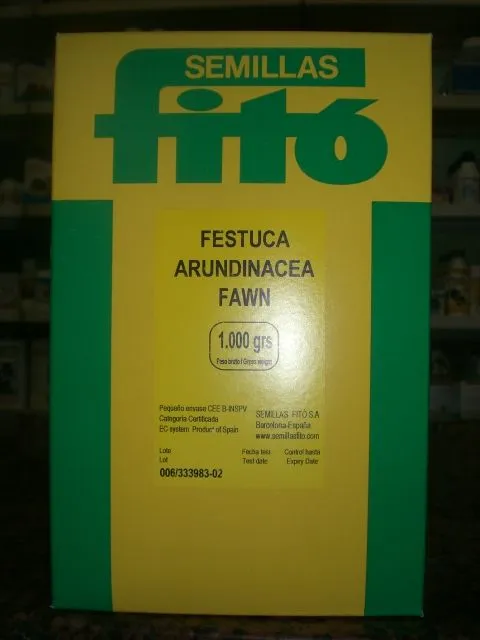 SEMILLAS
fitó
FESTUCA
ARUNDINACEA
FAWN
1.000 grs
Peso bruto / Gross weight
Pequeño envase CEE B-INSPV
Categoria Certificada
EC system Product of Spain
SEMILLAS FITÓ S.A
Barcelona-España
www.semillasfito.com
Lote
Lot
006/333983-02
Fecha test
Test date
Control hasta
Expiry Date